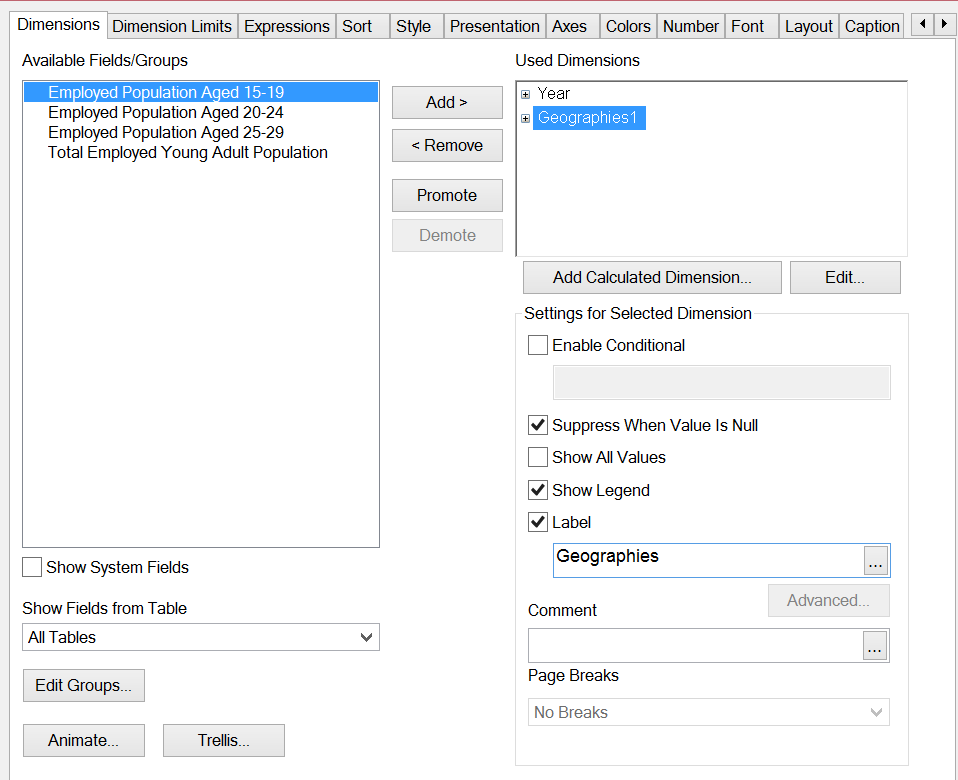 Dimensions Dimension Limits Expressions Sort Style Presentation Axes Colors Number Font Layout Caption
Available Fields/Groups
Employed Population Aged 15-19
Employed Population Aged 20-24
Employed Population Aged 25-29
Total Employed Young Adult Population
Show System Fields
Show Fields from Table
All Tables
Edit Groups...
Animate... Trellis...
Add >
< Remove
Promote
Demote
Used Dimensions
Year
Geographies1
Add Calculated Dimension... Edit...
Settings for Selected Dimension
Enable Conditional
Suppress When Value Is Null
Show All Values
Show Legend
Label
Geographies ...
Advanced...
Comment
...
Page Breaks
No Breaks